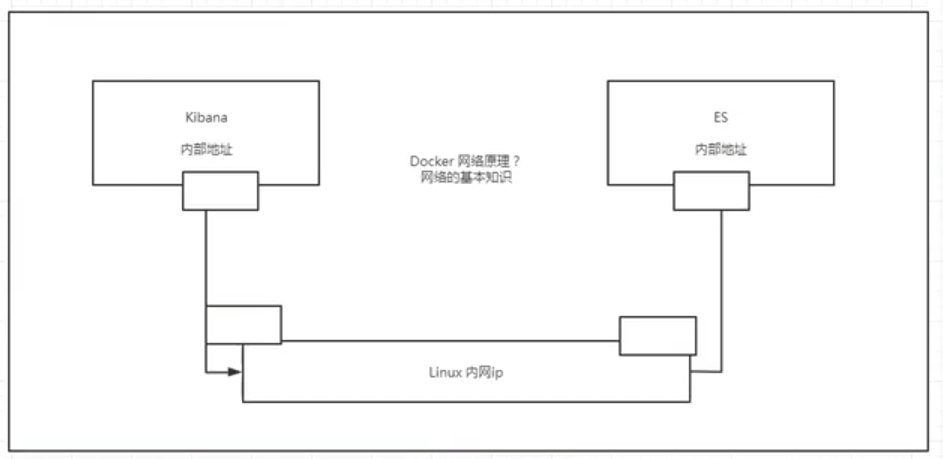 Kibana
内部地址
ES
内部地址
Docker 网络原理？
网络的基本知识
Linux 内网ip